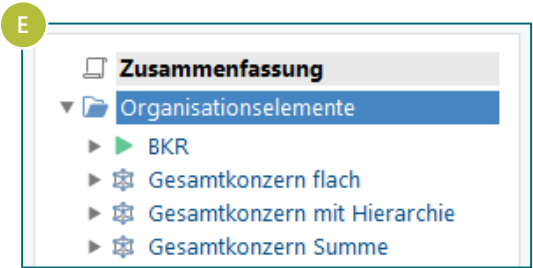 E
Zusammenfassung
Organisationselemente
BKR
Gesamtkonzern flach
Gesamtkonzern mit Hierarchie
Gesamtkonzern Summe